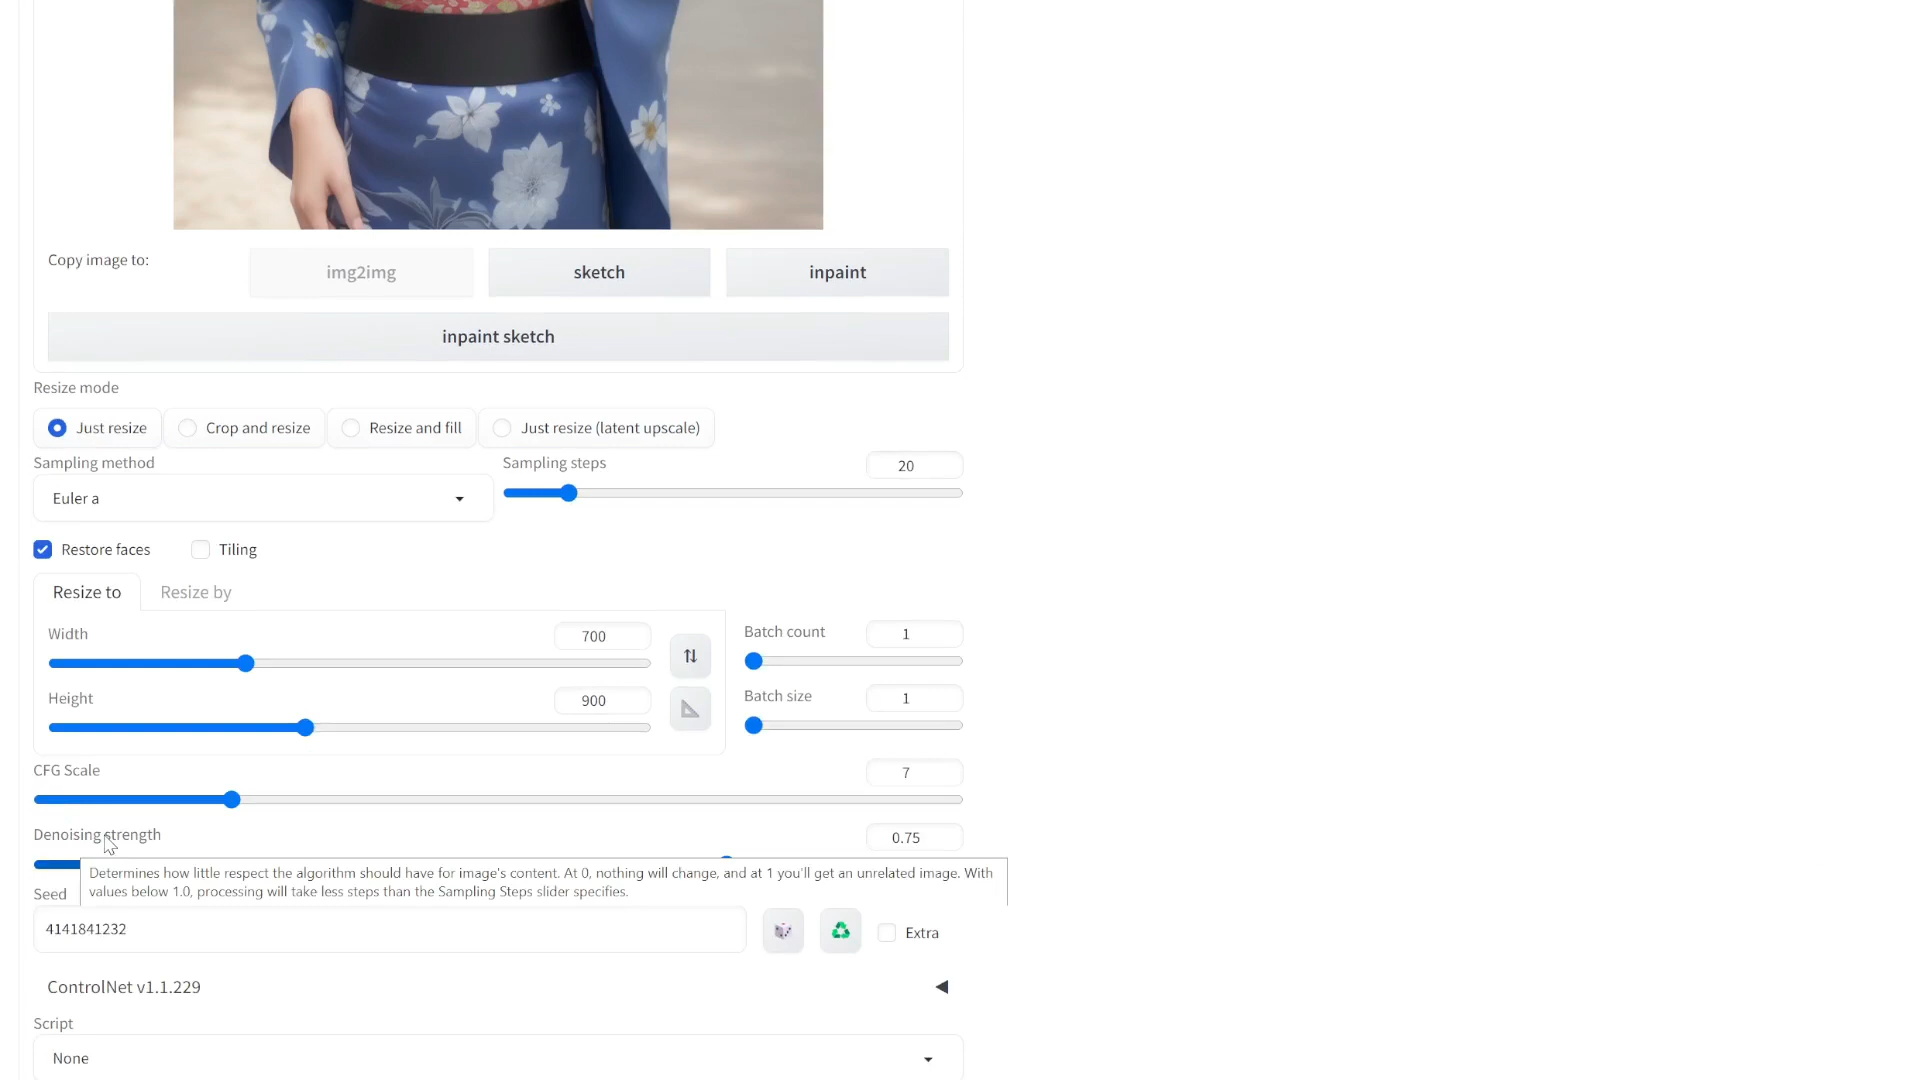 Copy image to:
img2img
sketch
inpaint
inpaint sketch
Resize mode
Just resize
Crop and resize
Resize and fill
Just resize (latent upscale)
Sampling method
Sampling steps
20
Euler a
Restore faces
Tiling
Resize to
Resize by
Width
700
Batch count
1
Height
900
Batch size
1
CFG Scale
7
Denoising strength
0.75
Determines how little respect the algorithm should have for image's content. At 0, nothing will change, and at 1 you'll get an unrelated image. With
values below 1.0, processing will take less steps than the Sampling Steps slider specifies.
Seed
4141841232
Extra
ControlNet v1.1.229
Script
None